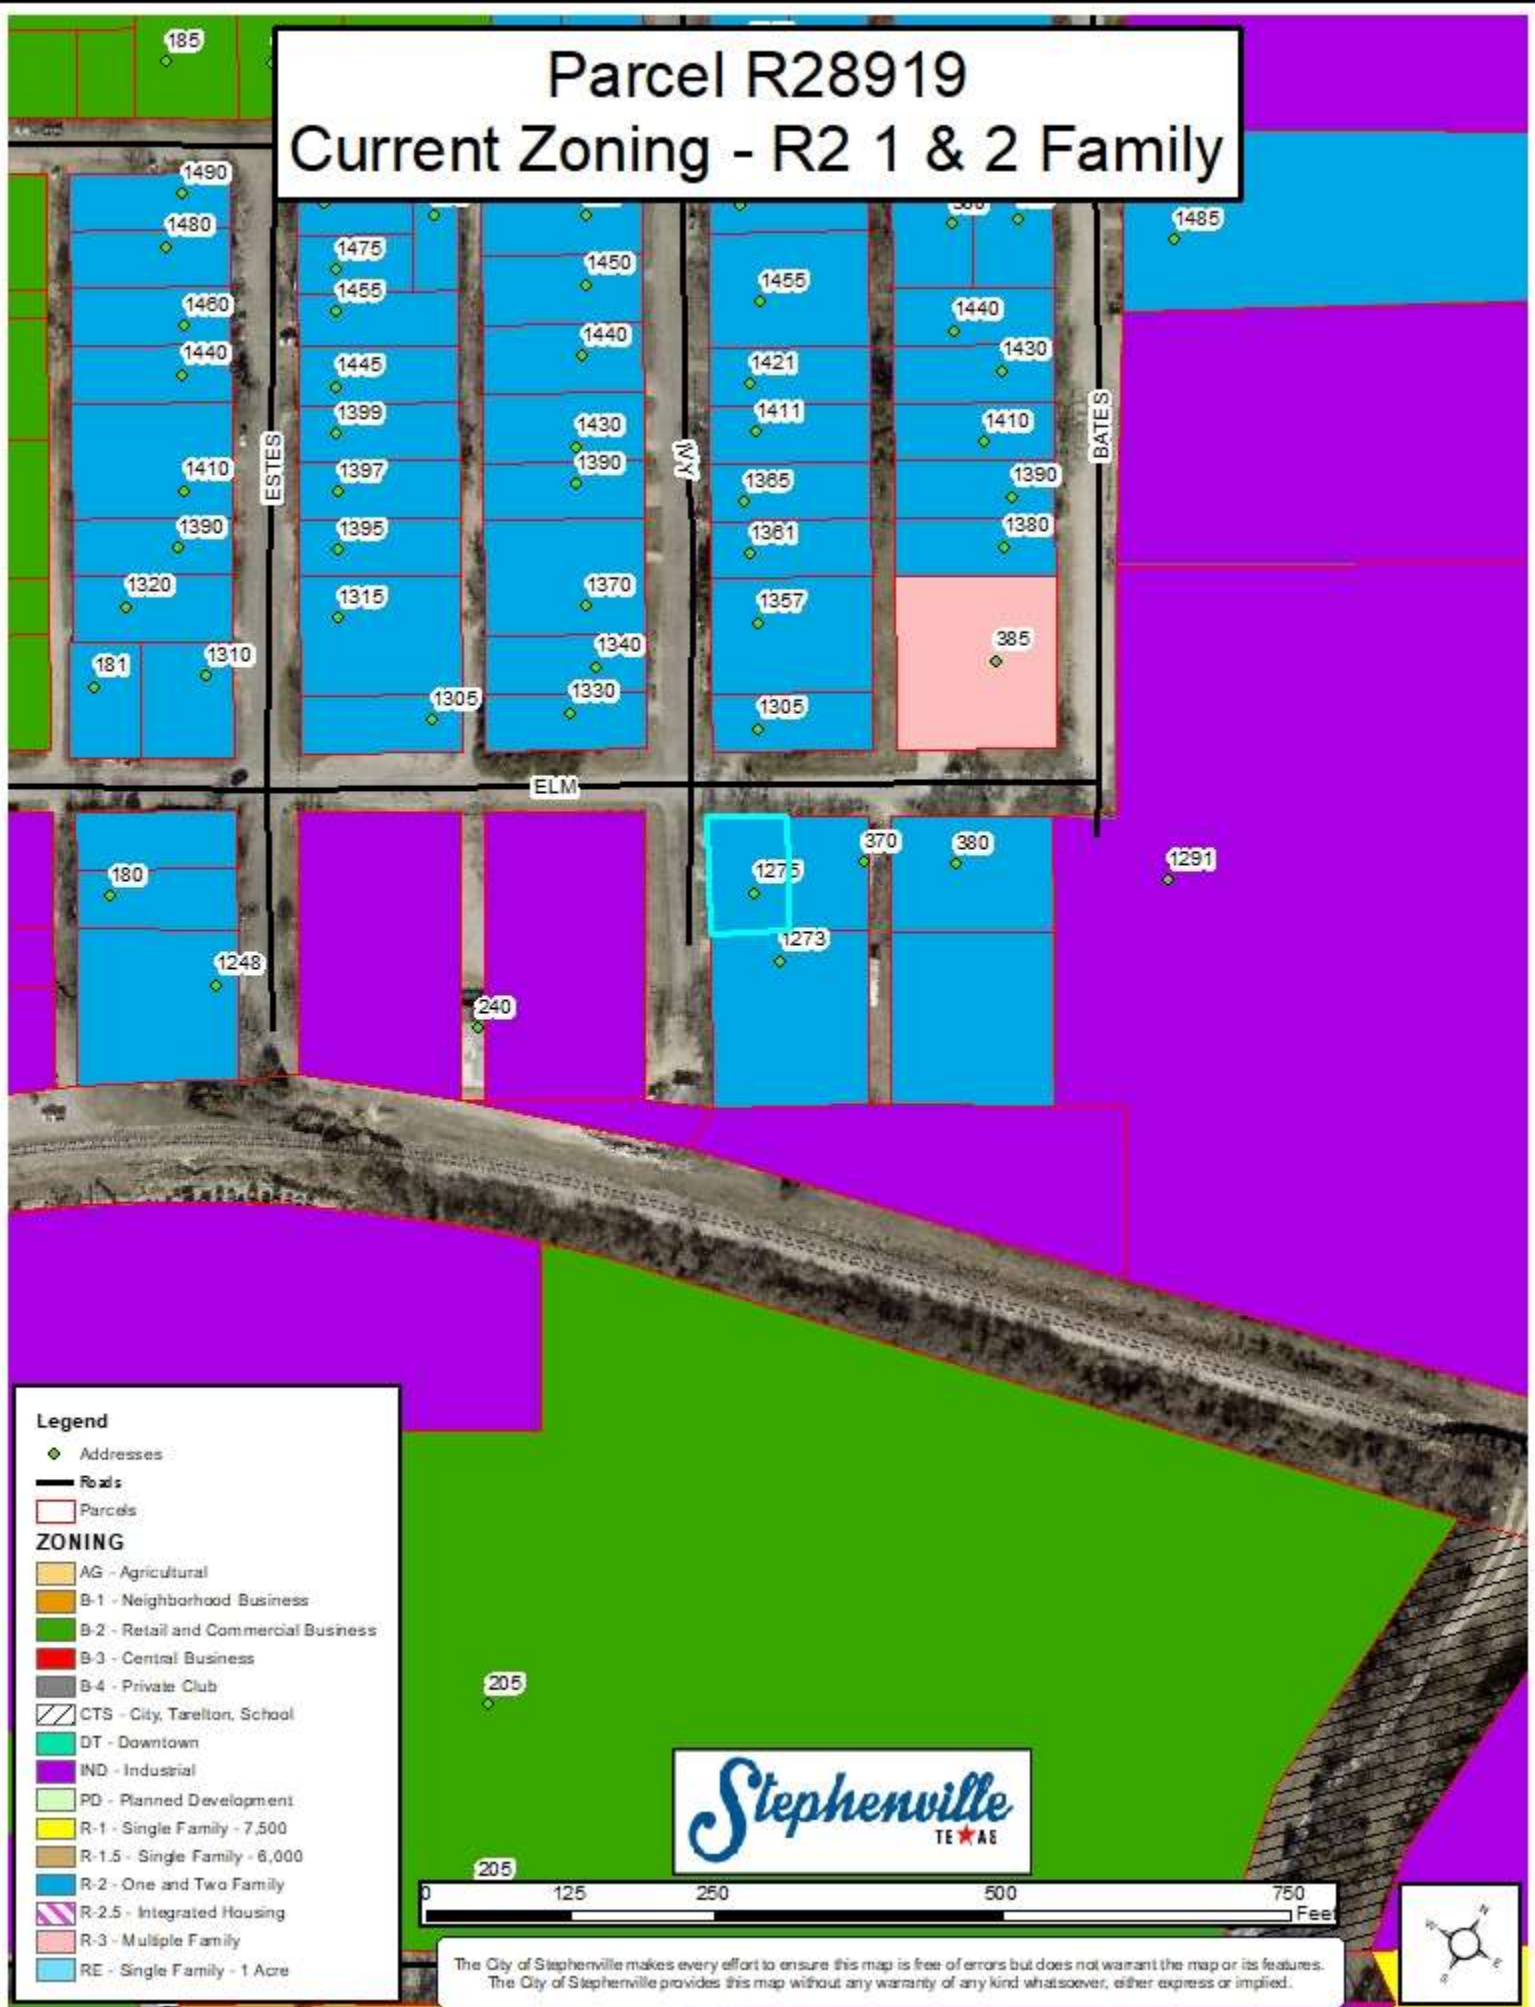 Parcel R28919
Current Zoning - R2 1 & 2 Family
185
1490
1480
1475
1450
1455
1485
1460
1455
1440
1440
1440
1445
1421
1430
1399
1430
1411
1410
BATES
ESTES
WY
1410
1397
1390
1365
1390
1390
1395
1361
1380
1320
1315
1370
1357
385
181
1310
1340
1305
1330
1305
ELM
180
1275
370
380
1291
1248
1273
240
Legend
Addresses
Roads
Parcels
ZONING
AG - Agricultural
B-1 - Neighborhood Business
B-2 - Retail and Commercial Business
B-3 - Central Business
B-4 - Private Club
CTS - City, Tarelton, School
DT - Downtown
IND - Industrial
PD - Planned Development
R-1 - Single Family - 7,500
R-1.5 - Single Family - 6,000
R-2 - One and Two Family
R-2.5 - Integrated Housing
R-3 - Multiple Family
RE - Single Family - 1 Acre
205
Stephenville
TEXAS
205
0 125 250 500 750
Feet
N
E
S
W
The City of Stephenville makes every effort to ensure this map is free of errors but does not warrant the map or its features.
The City of Stephenville provides this map without any warranty of any kind whatsoever, either express or implied.